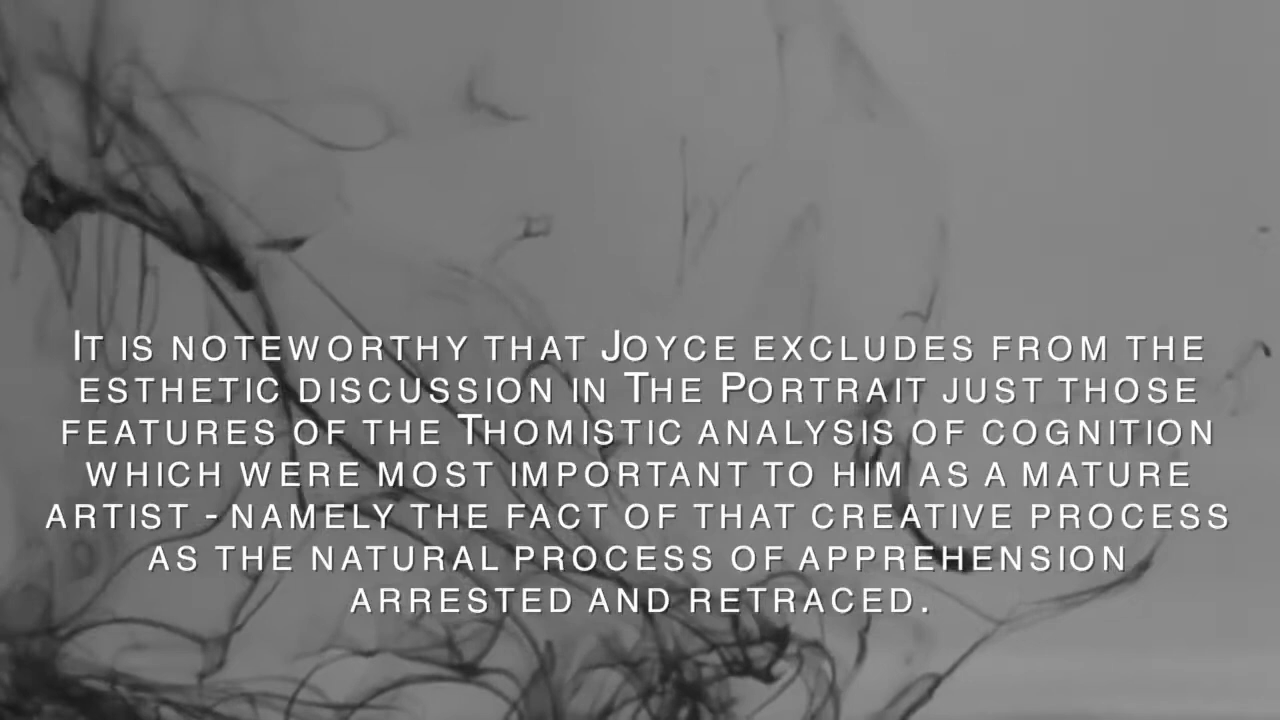 IT IS NOTEWORTHY THAT JOYCE EXCLUDES FROM THE
ESTHETIC DISCUSSION IN THE PORTRAIT JUST THOSE
FEATURES OF THE THOMISTIC ANALYSIS OF COGNITION
WHICH WERE MOST IMPORTANT TO HIM AS A MATURE
ARTIST - NAMELY THE FACT OF THAT CREATIVE PROCESS
AS THE NATURAL PROCESS OF APPREHENSION
ARRESTED AND RETRACED.